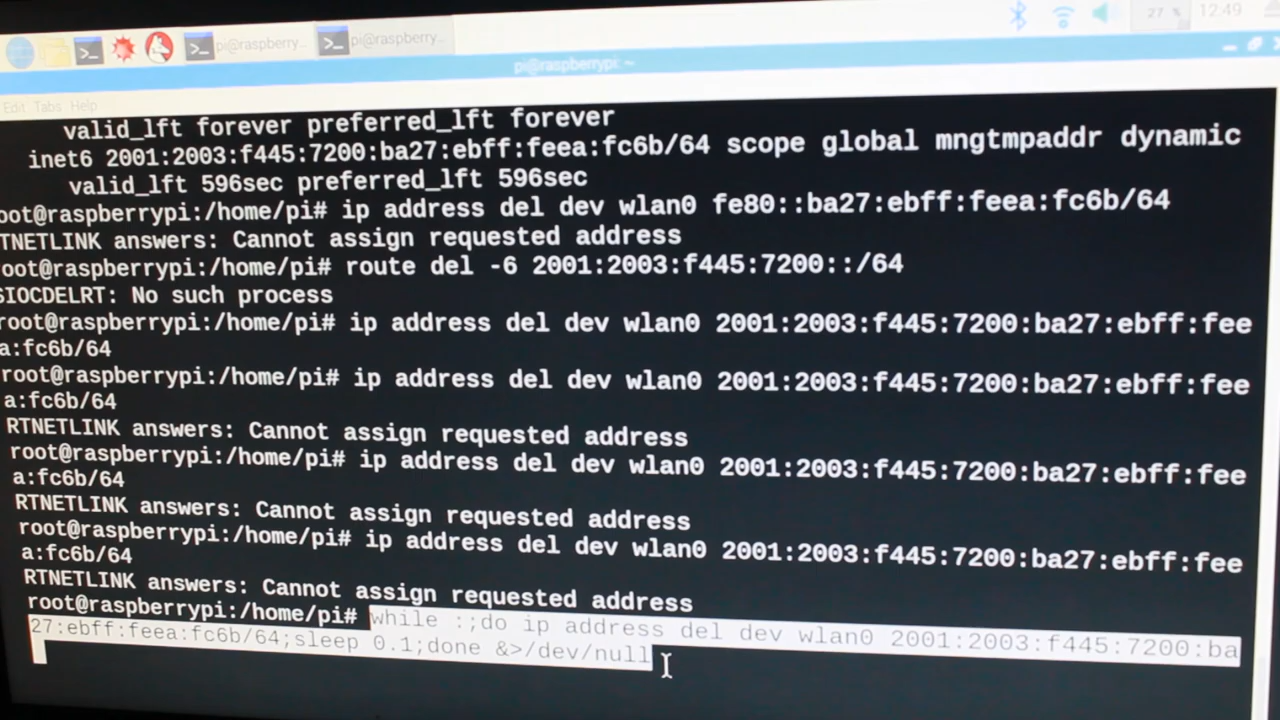 27 %
12:49
pi@raspberry..
pi@raspberry..
pi@raspberrypi: ~
Edit Tabs Help
valid_lft forever preferred_lft forever
inet6 2001:2003:f445:7200:ba27:ebff:feea:fc6b/64 scope global mngtmpaddr dynamic
valid_lft 596sec preferred_lft 596sec
oot@raspberrypi:/home/pi# ip address del dev wlan0 fe80::ba27:ebff:feea:fc6b/64
TNETLINK answers: Cannot assign requested address
oot@raspberrypi:/home/pi# route del -6 2001:2003:f445:7200::/64
SIOCDELRT: No such process
root@raspberrypi:/home/pi# ip address del dev wlan0 2001:2003:f445:7200:ba27:ebff:fee
a:fc6b/64
root@raspberrypi:/home/pi# ip address del dev wlan0 2001:2003:f445:7200:ba27:ebff:fee
a:fc6b/64
RTNETLINK answers: Cannot assign requested address
root@raspberrypi:/home/pi# ip address del dev wlan0 2001:2003:f445:7200:ba27:ebff:fee
a:fc6b/64
RTNETLINK answers: Cannot assign requested address
root@raspberrypi:/home/pi# ip address del dev wlan0 2001:2003:f445:7200:ba27:ebff:fee
a:fc6b/64
RTNETLINK answers: Cannot assign requested address
root@raspberrypi:/home/pi# while :;do ip address del dev wlan0 2001:2003:f445:7200:ba
27:ebff:feea:fc6b/64;sleep 0.1;done &>/dev/null